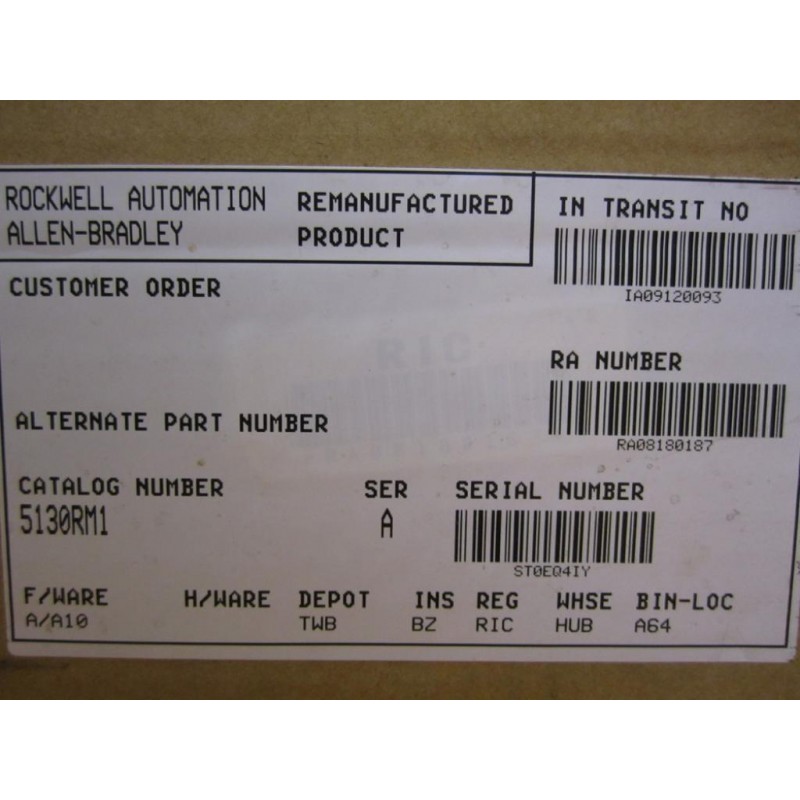 ROCKWELL AUTOMATION REMANUFACTURED
ALLEN-BRADLEY PRODUCT
IN TRANSIT NO
IA09120093
CUSTOMER ORDER
RIC
RA NUMBER
RA08180187
ALTERNATE PART NUMBER
CATALOG NUMBER SER SERIAL NUMBER
5130RM1 A
ST0EQ4IY
F/WARE H/WARE DEPOT INS REG WHSE BIN-LOC
A/A10 TWB BZ RIC HUB A64